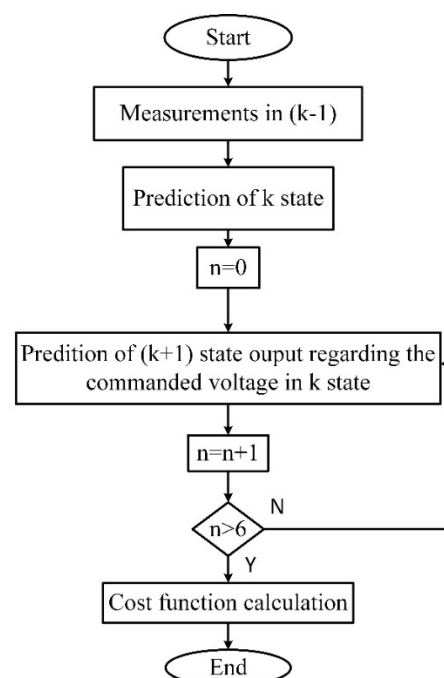 Start
Measurements in (k-1)
Prediction of k state
n=0
Predition of (k+1) state ouput regarding the
commanded voltage in k state
n=n+1
n>6
N
Y
Cost function calculation
End